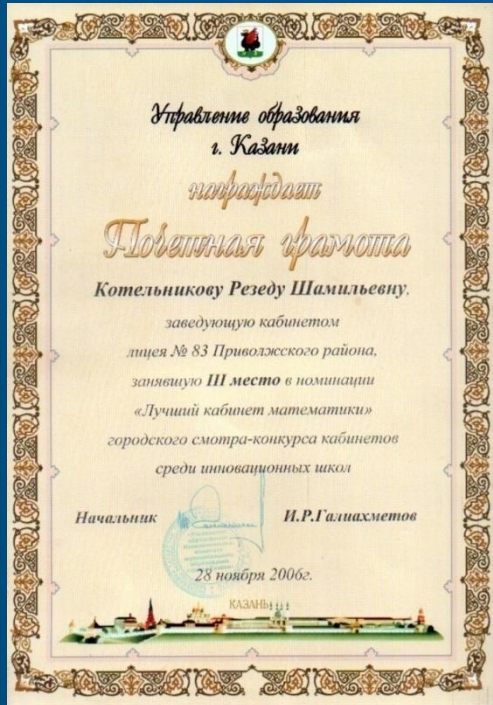 Управление образования
г. Казани
награждает
Почетная грамота
Котельникову Резеду Шамильевну,
заведующую кабинетом
лицея № 83 Приволжского района,
занявшую III место в номинации
«Лучший кабинет математики»
городского смотра-конкурса кабинетов
среди инновационных школ
Начальник И.Р.Галиахметов
28 ноября 2006г.
КАЗАНЬ